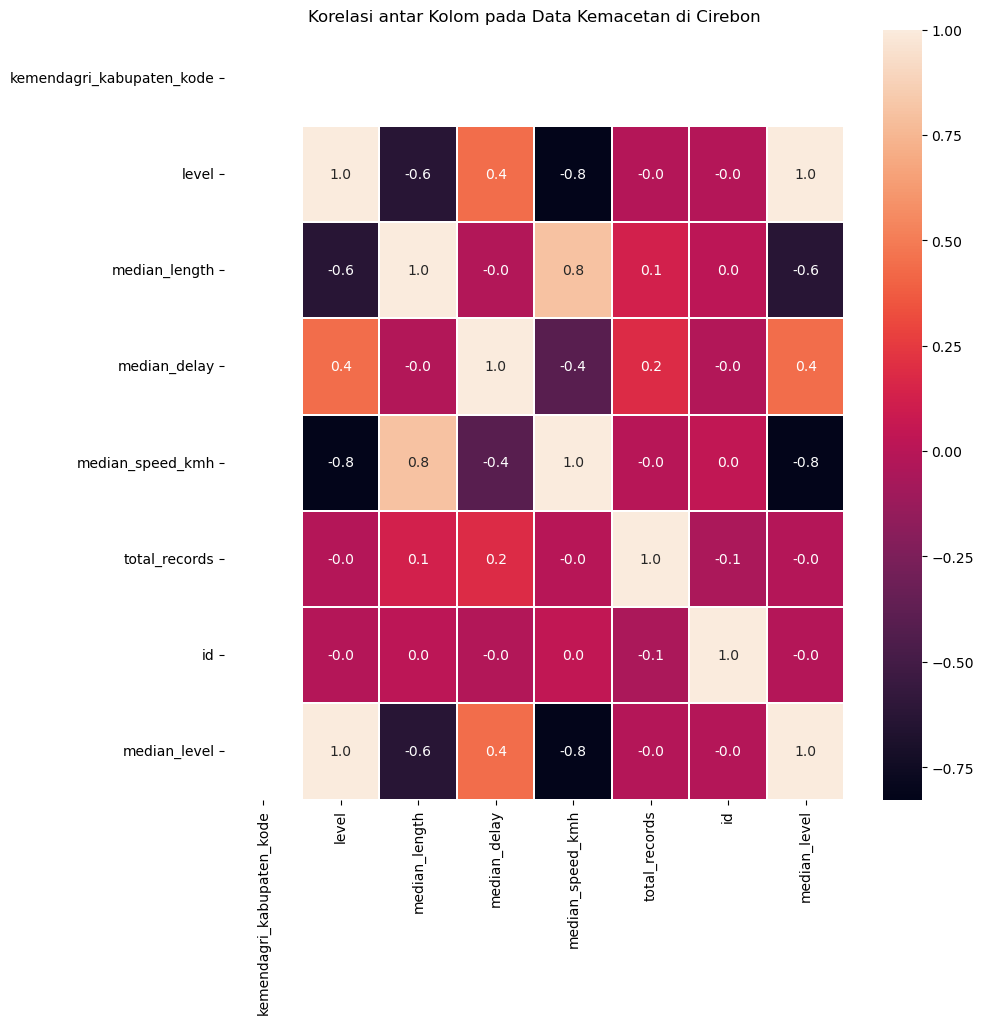 Korelasi antar Kolom pada Data Kemacetan di Cirebon
kemendagri_kabupaten_kode
level 1.0 -0.6 0.4 -0.8 -0.0 -0.0 1.0
median_length -0.6 1.0 -0.0 0.8 0.1 0.0 -0.6
median_delay 0.4 -0.0 1.0 -0.4 0.2 -0.0 0.4
median_speed_kmh -0.8 0.8 -0.4 1.0 -0.0 0.0 -0.8
total_records -0.0 0.1 0.2 -0.0 1.0 -0.1 -0.0
id -0.0 0.0 -0.0 0.0 -0.1 1.0 -0.0
median_level 1.0 -0.6 0.4 -0.8 -0.0 -0.0 1.0
kemendagri_kabupaten_kode
level
median_length
median_delay
median_speed_kmh
total_records
id
median_level
1.00
0.75
0.50
0.25
0.00
−0.25
−0.50
−0.75